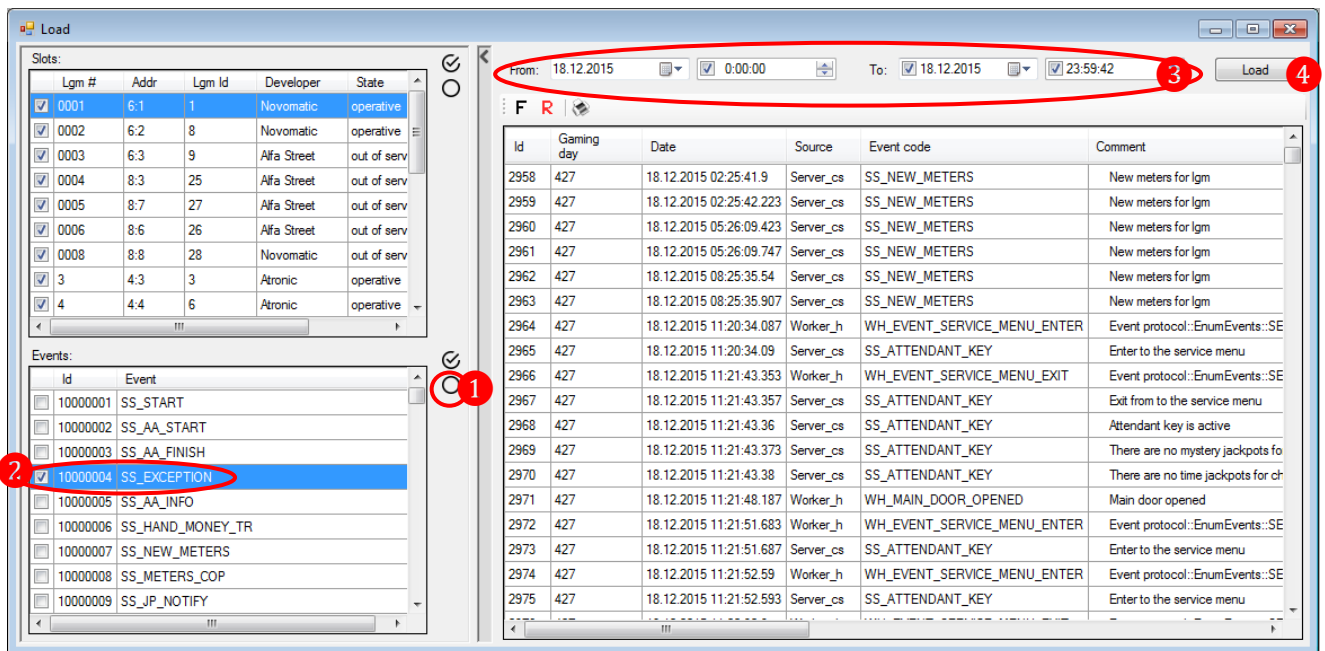 Load
Slots:
Lgm # Addr Lgm Id Developer State
0001 6:1 1 Novomatic operative
0002 6:2 8 Novomatic operative
0003 6:3 9 Alfa Street out of serv
0004 8:3 25 Alfa Street out of serv
0005 8:7 27 Alfa Street out of serv
0006 8:6 26 Alfa Street out of serv
0008 8:8 28 Novomatic out of serv
3 4:3 3 Atronic operative
4 4:4 6 Atronic operative
Events:
Id Event
10000001 SS_START
10000002 SS_AA_START
10000003 SS_AA_FINISH
10000004 SS_EXCEPTION
10000005 SS_AA_INFO
10000006 SS_HAND_MONEY_TR
10000007 SS_NEW_METERS
10000008 SS_METERS_COP
10000009 SS_JP_NOTIFY
1
2
From: 18.12.2015 0:00:00 To: 18.12.2015 23:59:42 3 Load 4
F R
Id Gaming day Date Source Event code Comment
2958 427 18.12.2015 02:25:41.9 Server_cs SS_NEW_METERS New meters for lgm
2959 427 18.12.2015 02:25:42.223 Server_cs SS_NEW_METERS New meters for lgm
2960 427 18.12.2015 05:26:09.423 Server_cs SS_NEW_METERS New meters for lgm
2961 427 18.12.2015 05:26:09.747 Server_cs SS_NEW_METERS New meters for lgm
2962 427 18.12.2015 08:25:35.54 Server_cs SS_NEW_METERS New meters for lgm
2963 427 18.12.2015 08:25:35.907 Server_cs SS_NEW_METERS New meters for lgm
2964 427 18.12.2015 11:20:34.087 Worker_h WH_EVENT_SERVICE_MENU_ENTER Event protocol::EnumEvents::SE
2965 427 18.12.2015 11:20:34.09 Server_cs SS_ATTENDANT_KEY Enter to the service menu
2966 427 18.12.2015 11:21:43.353 Worker_h WH_EVENT_SERVICE_MENU_EXIT Event protocol::EnumEvents::SE
2967 427 18.12.2015 11:21:43.357 Server_cs SS_ATTENDANT_KEY Exit from to the service menu
2968 427 18.12.2015 11:21:43.36 Server_cs SS_ATTENDANT_KEY Attendant key is active
2969 427 18.12.2015 11:21:43.373 Server_cs SS_ATTENDANT_KEY There are no mystery jackpots fo
2970 427 18.12.2015 11:21:43.38 Server_cs SS_ATTENDANT_KEY There are no time jackpots for ch
2971 427 18.12.2015 11:21:48.187 Worker_h WH_MAIN_DOOR_OPENED Main door opened
2972 427 18.12.2015 11:21:51.683 Worker_h WH_EVENT_SERVICE_MENU_ENTER Event protocol::EnumEvents::SE
2973 427 18.12.2015 11:21:51.687 Server_cs SS_ATTENDANT_KEY Enter to the service menu
2974 427 18.12.2015 11:21:52.59 Worker_h WH_EVENT_SERVICE_MENU_ENTER Event protocol::EnumEvents::SE
2975 427 18.12.2015 11:21:52.593 Server_cs SS_ATTENDANT_KEY Enter to the service menu